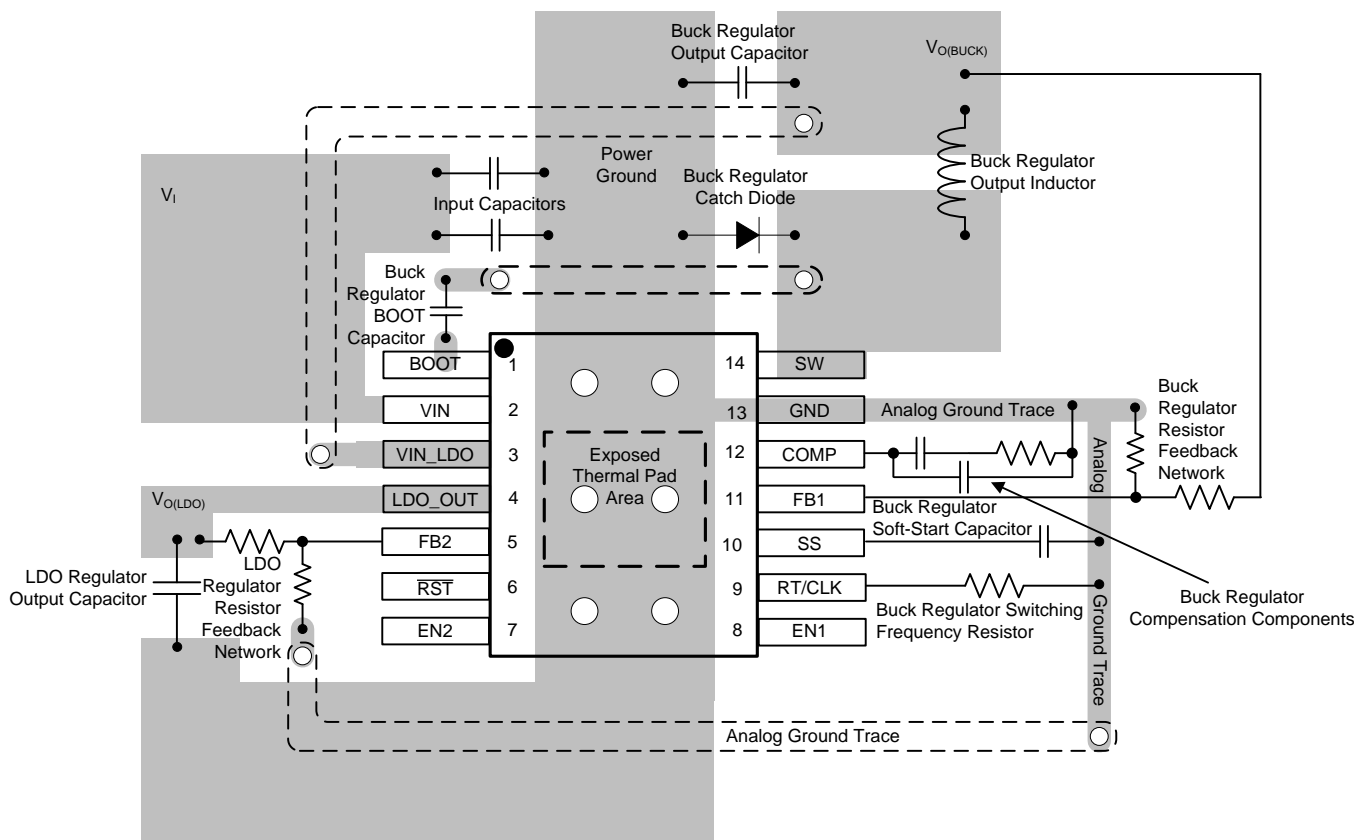 Buck Regulator
Output Capacitor
VO(BUCK)
Power
Ground
Buck Regulator
Catch Diode
Buck Regulator
Output Inductor
VI
Input Capacitors
Buck
Regulator
BOOT
Capacitor
BOOT
1
14
SW
VIN
2
13
GND
Analog Ground Trace
Buck
Regulator
Resistor
Feedback
Network
VIN_LDO
3
12
COMP
Exposed
Thermal Pad
Area
Analog
Ground Trace
VO(LDO)
LDO_OUT
4
11
FB1
Buck Regulator
Soft-Start Capacitor
FB2
5
10
SS
LDO Regulator
Output Capacitor
LDO
Regulator
Resistor
Feedback
Network
RST
6
9
RT/CLK
Buck Regulator Switching
Frequency Resistor
Buck Regulator
Compensation Components
EN2
7
8
EN1
Analog Ground Trace